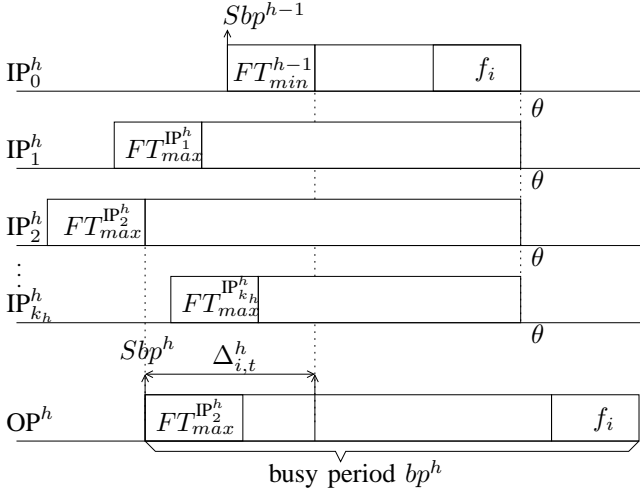 Sbp^{h-1}
IP_0^h FT_{min}^{h-1} f_i
θ
IP_1^h FT_{max}^{IP_1^h}
θ
IP_2^h FT_{max}^{IP_2^h}
θ
⋮
IP_{k_h}^h FT_{max}^{IP_{k_h}^h}
θ
Sbp^h Δ_{i,t}^h
OP^h FT_{max}^{IP_2^h} f_i
busy period bp^h